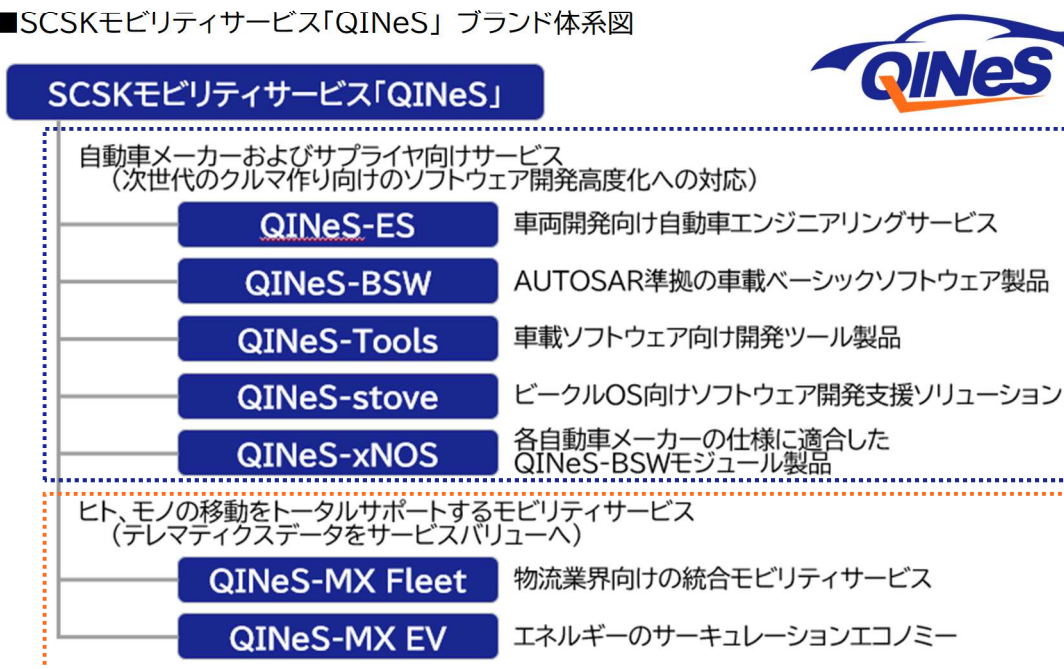 ■SCSKモビリティサービス「QINeS」 ブランド体系図
QINeS
SCSKモビリティサービス「QINeS」
自動車メーカーおよびサプライヤ向けサービス
（次世代のクルマ作り向けのソフトウェア開発高度化への対応）
QINeS-ES 車両開発向け自動車エンジニアリングサービス
QINeS-BSW AUTOSAR準拠の車載ベーシックソフトウェア製品
QINeS-Tools 車載ソフトウェア向け開発ツール製品
QINeS-stove ビークルOS向けソフトウェア開発支援ソリューション
QINeS-xNOS 各自動車メーカーの仕様に適合した
QINeS-BSWモジュール製品
ヒト、モノの移動をトータルサポートするモビリティサービス
（テレマティクスデータをサービスバリューへ）
QINeS-MX Fleet 物流業界向けの統合モビリティサービス
QINeS-MX EV エネルギーのサーキュレーションエコノミー